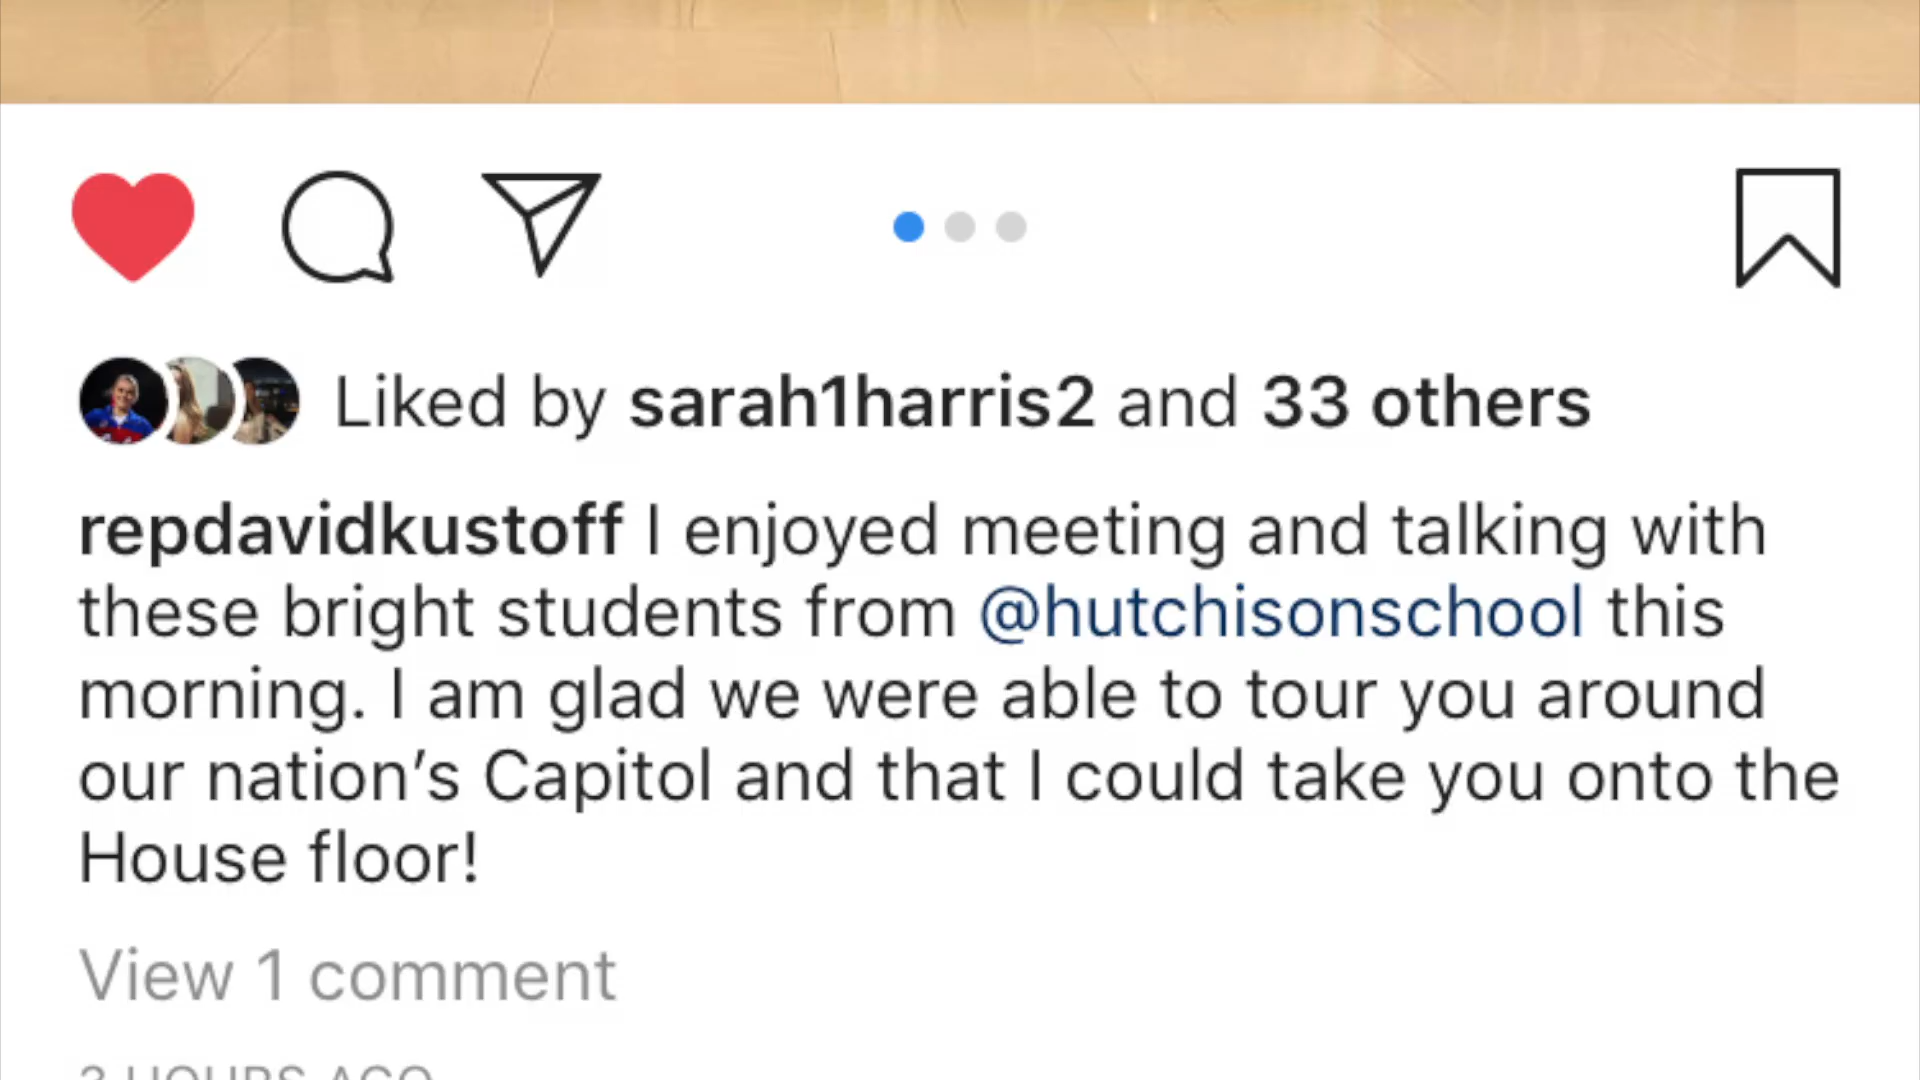 Liked by sarah1harris2 and 33 others
repdavidkustoff I enjoyed meeting and talking with
these bright students from @hutchisonschool this
morning. I am glad we were able to tour you around
our nation’s Capitol and that I could take you onto the
House floor!
View 1 comment
HOURS AGO